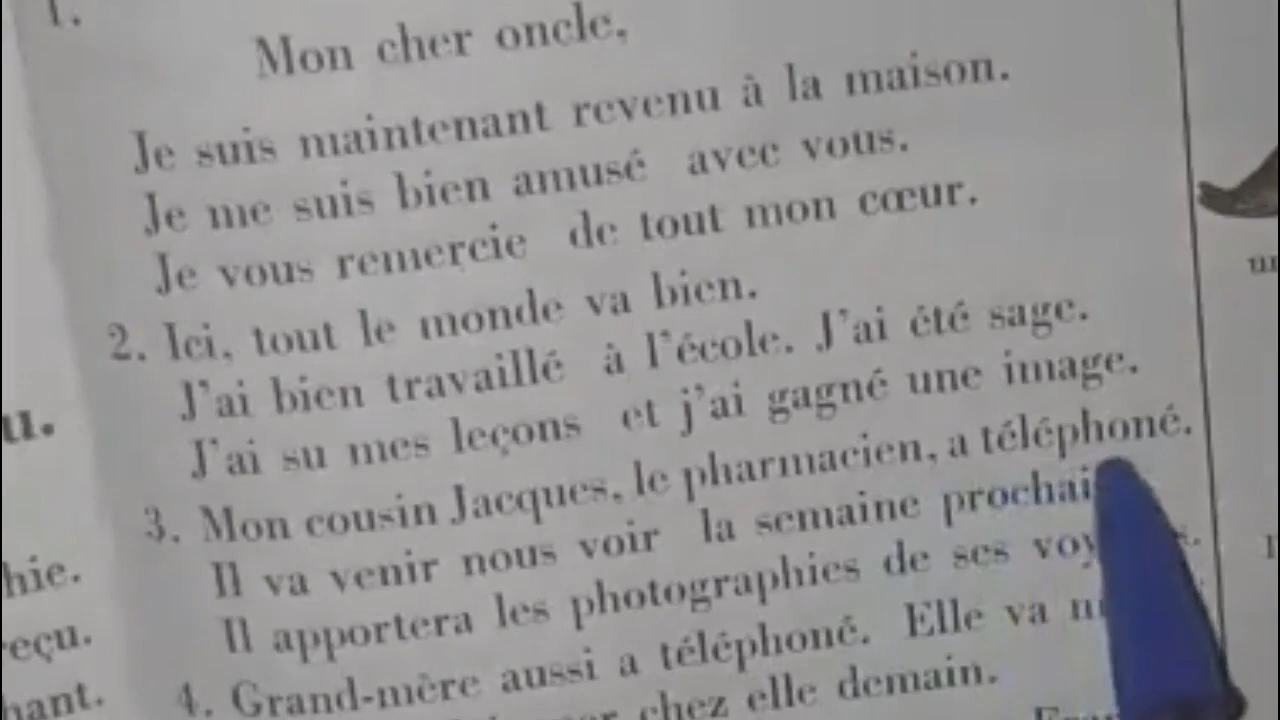 1.
Mon cher oncle,
Je suis maintenant revenu à la maison.
Je me suis bien amusé avec vous.
Je vous remercie de tout mon cœur.
2. Ici, tout le monde va bien.
J'ai bien travaillé à l'école. J'ai été sage.
J'ai su mes leçons et j'ai gagné une image.
3. Mon cousin Jacques, le pharmacien, a téléphoné.
Il va venir nous voir la semaine
Il apportera les photographies de ses
4. Grand-mère aussi a téléphoné. Elle va
chez elle demain.